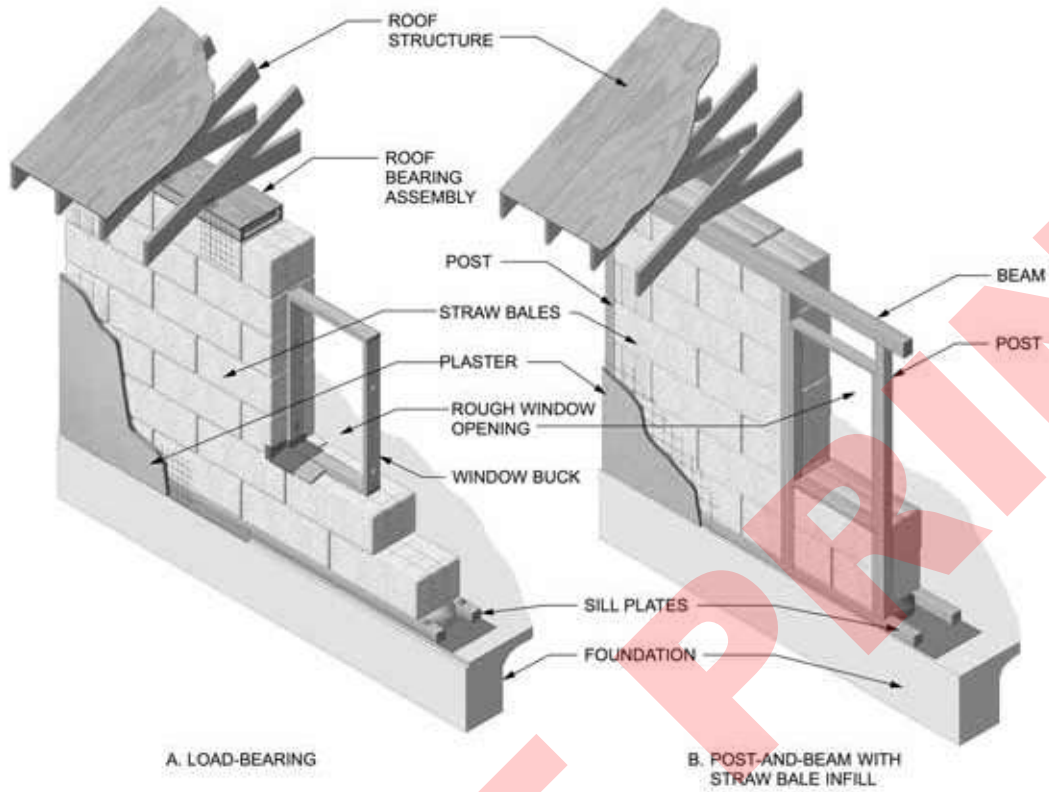 ROOF
STRUCTURE
ROOF
BEARING
ASSEMBLY
POST
BEAM
STRAW BALES
POST
PLASTER
ROUGH WINDOW
OPENING
WINDOW BUCK
SILL PLATES
FOUNDATION
A. LOAD-BEARING
B. POST-AND-BEAM WITH
STRAW BALE INFILL